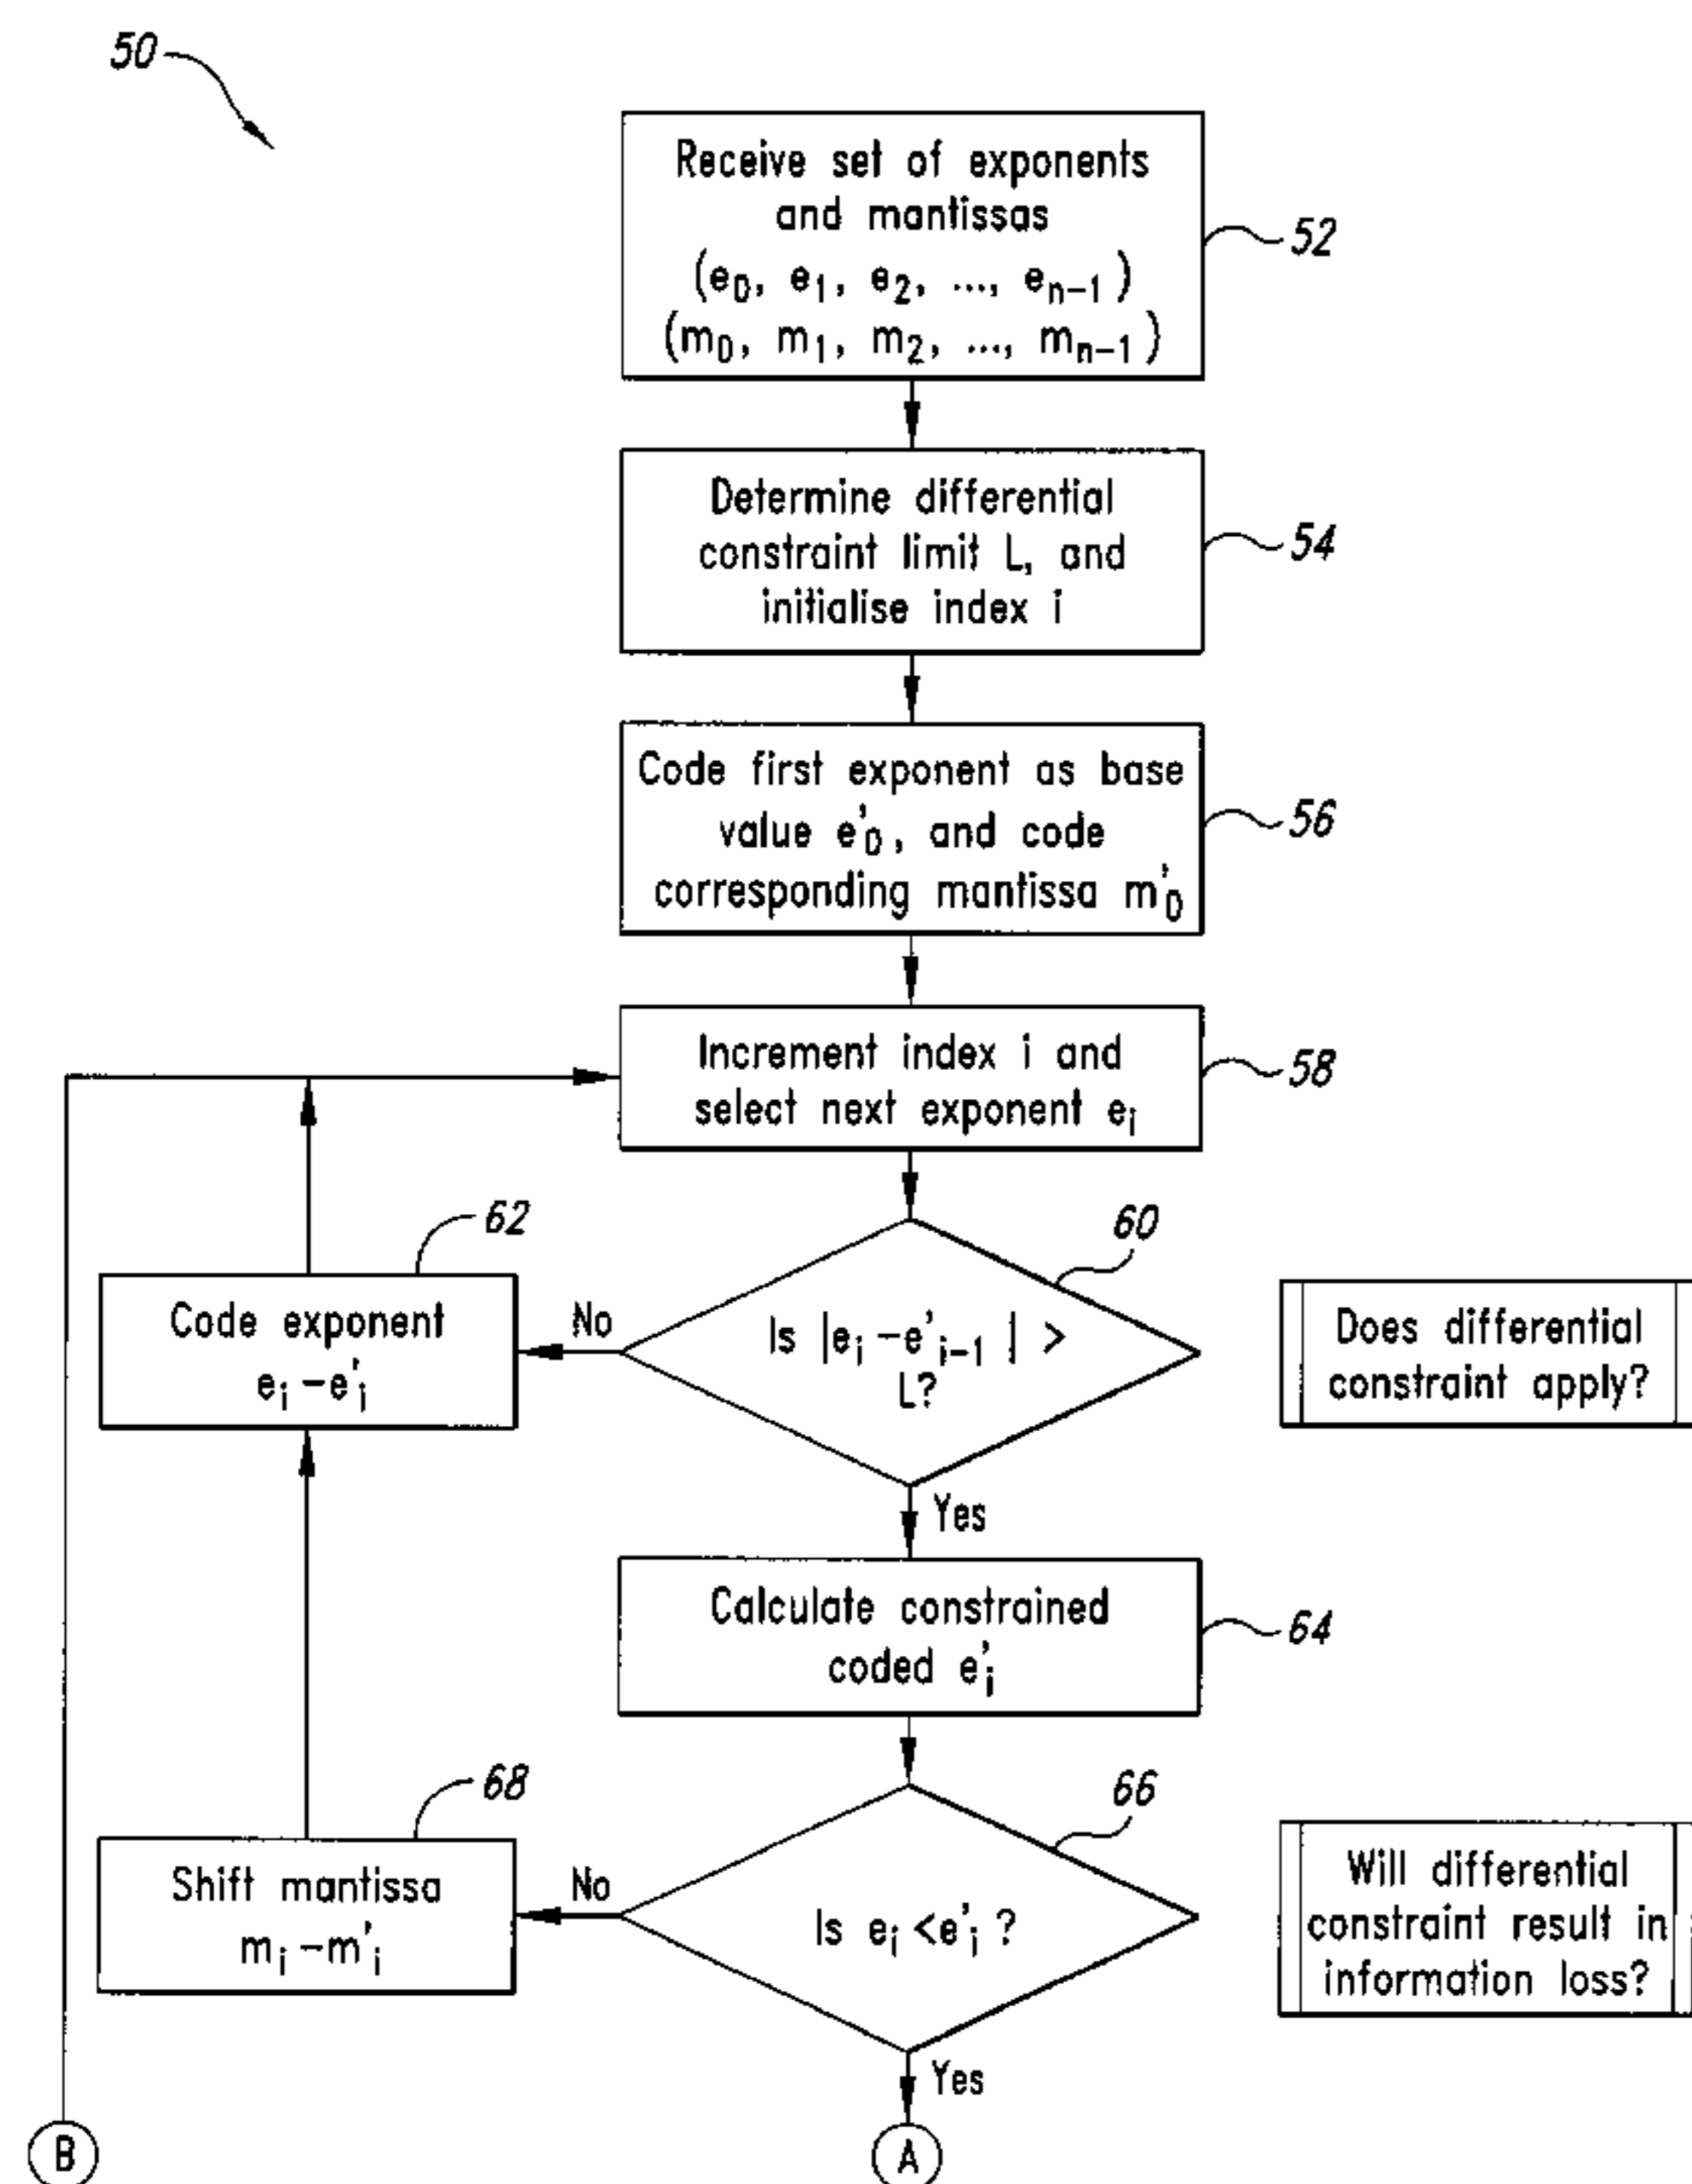 50
Receive set of exponents
and mantissas
(e₀, e₁, e₂, ..., eₙ₋₁)
(m₀, m₁, m₂, ..., mₙ₋₁)
52
Determine differential
constraint limit L, and
initialise index i
54
Code first exponent as base
value e'₀, and code
corresponding mantissa m'₀
56
Increment index i and
select next exponent eᵢ
58
62
60
Code exponent
eᵢ–e'ᵢ
No
Is |eᵢ–e'ᵢ₋₁| >
L?
Does differential
constraint apply?
Yes
Calculate constrained
coded e'ᵢ
64
68
66
Shift mantissa
mᵢ–m'ᵢ
No
Is eᵢ<e'ᵢ?
Will differential
constraint result in
information loss?
Yes
B
A